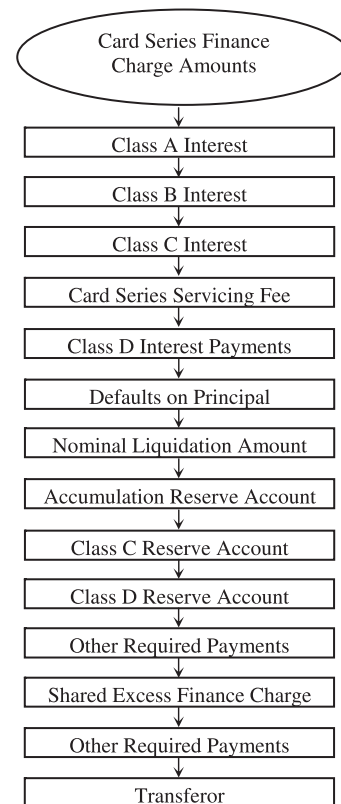 Card Series Finance
Charge Amounts
Class A Interest
Class B Interest
Class C Interest
Card Series Servicing Fee
Class D Interest Payments
Defaults on Principal
Nominal Liquidation Amount
Accumulation Reserve Account
Class C Reserve Account
Class D Reserve Account
Other Required Payments
Shared Excess Finance Charge
Other Required Payments
Transferor